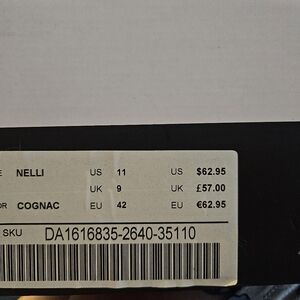 E NELLI US 11 US $62.95
UK 9 UK £57.00
OR COGNAC EU 42 EU €62.95
SKU DA1616835-2640-35110